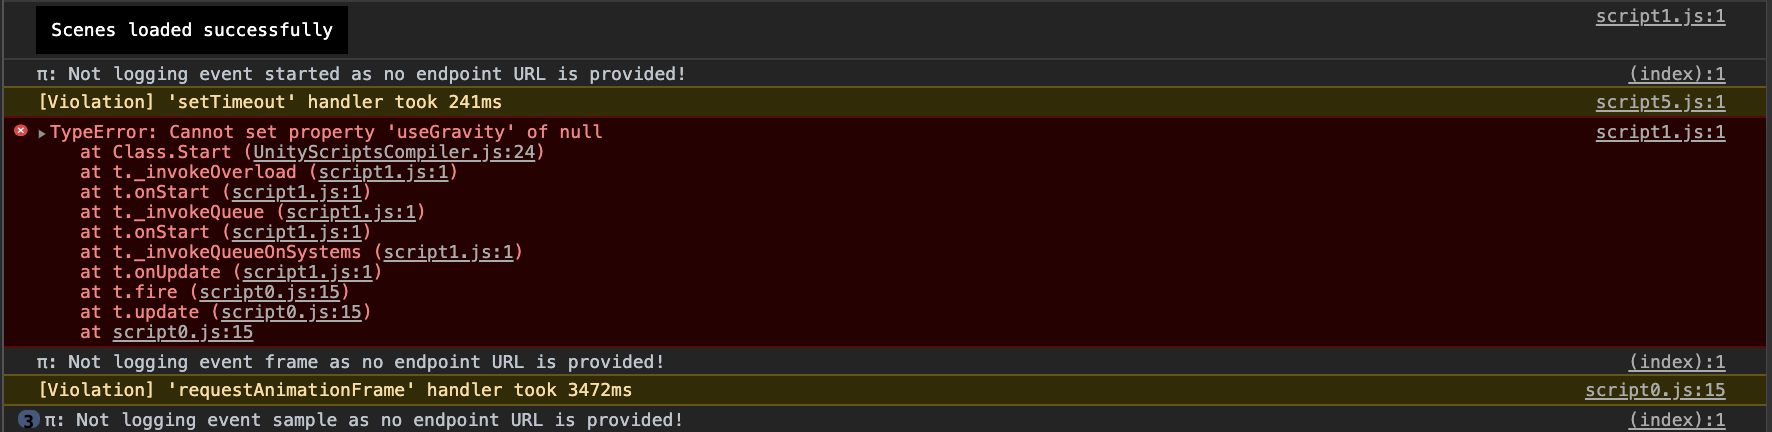 Scenes loaded successfully script1.js:1
π: Not logging event started as no endpoint URL is provided! (index):1
[Violation] 'setTimeout' handler took 241ms script5.js:1
TypeError: Cannot set property 'useGravity' of null script1.js:1
at Class.Start (UnityScriptsCompiler.js:24)
at t._invokeOverload (script1.js:1)
at t.onStart (script1.js:1)
at t._invokeQueue (script1.js:1)
at t.onStart (script1.js:1)
at t._invokeQueueOnSystems (script1.js:1)
at t.onUpdate (script1.js:1)
at t.fire (script0.js:15)
at t.update (script0.js:15)
at script0.js:15
π: Not logging event frame as no endpoint URL is provided! (index):1
[Violation] 'requestAnimationFrame' handler took 3472ms script0.js:15
3 π: Not logging event sample as no endpoint URL is provided! (index):1